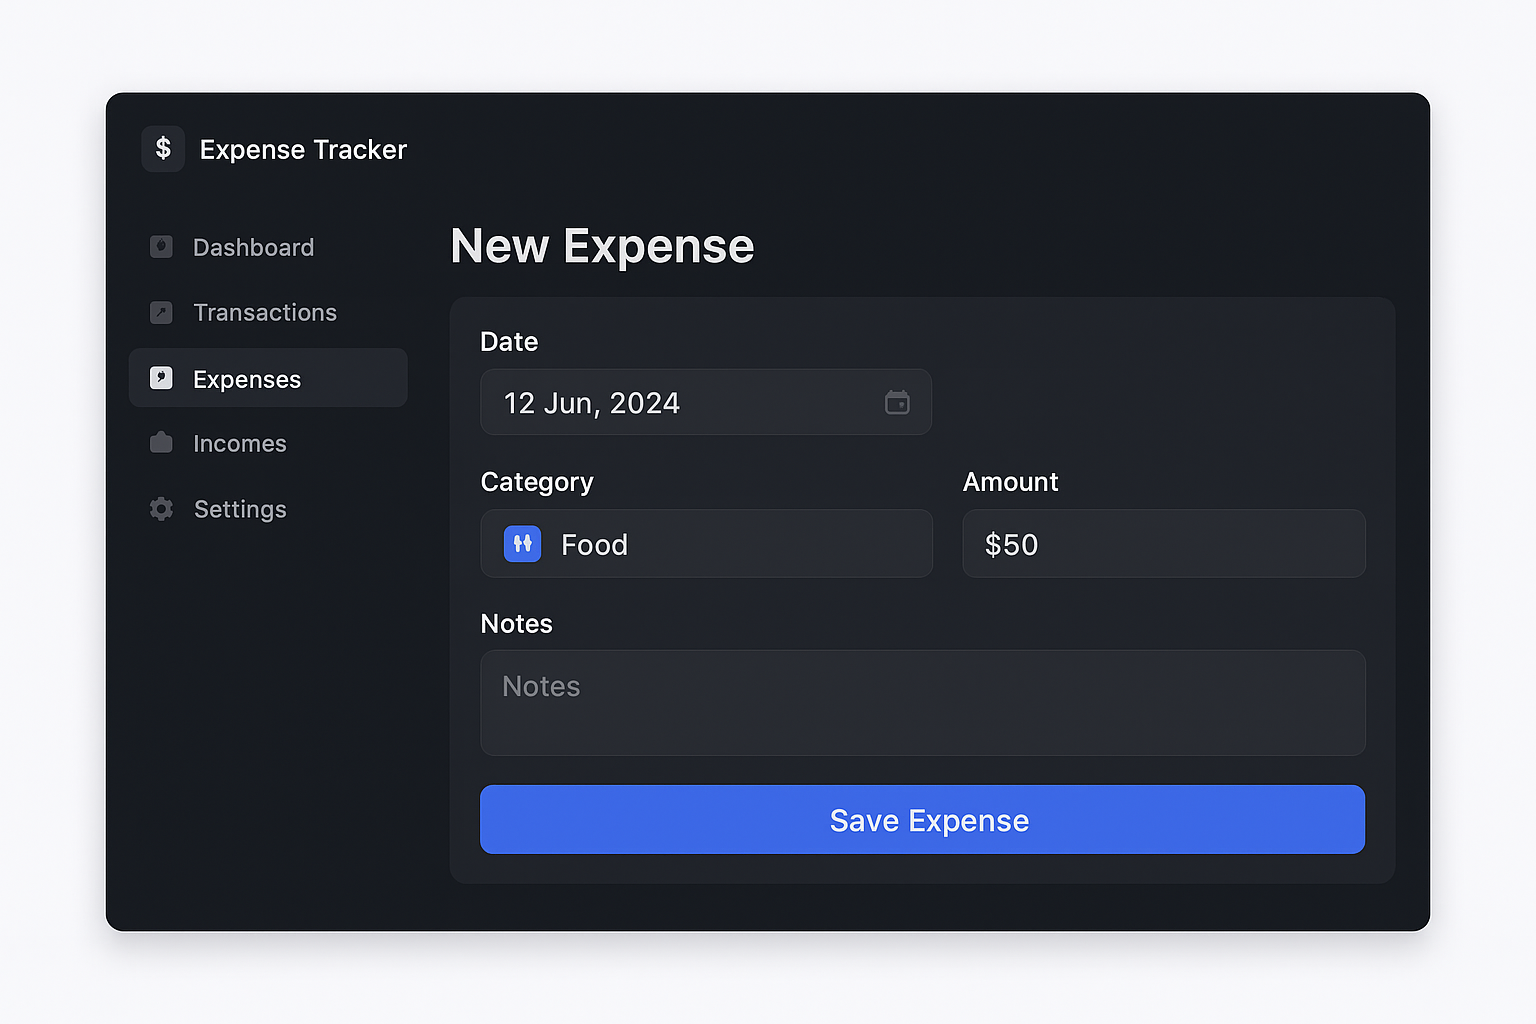 $ Expense Tracker
Dashboard
Transactions
Expenses
Incomes
Settings
New Expense
Date
12 Jun, 2024
Category
Food
Amount
$50
Notes
Notes
Save Expense